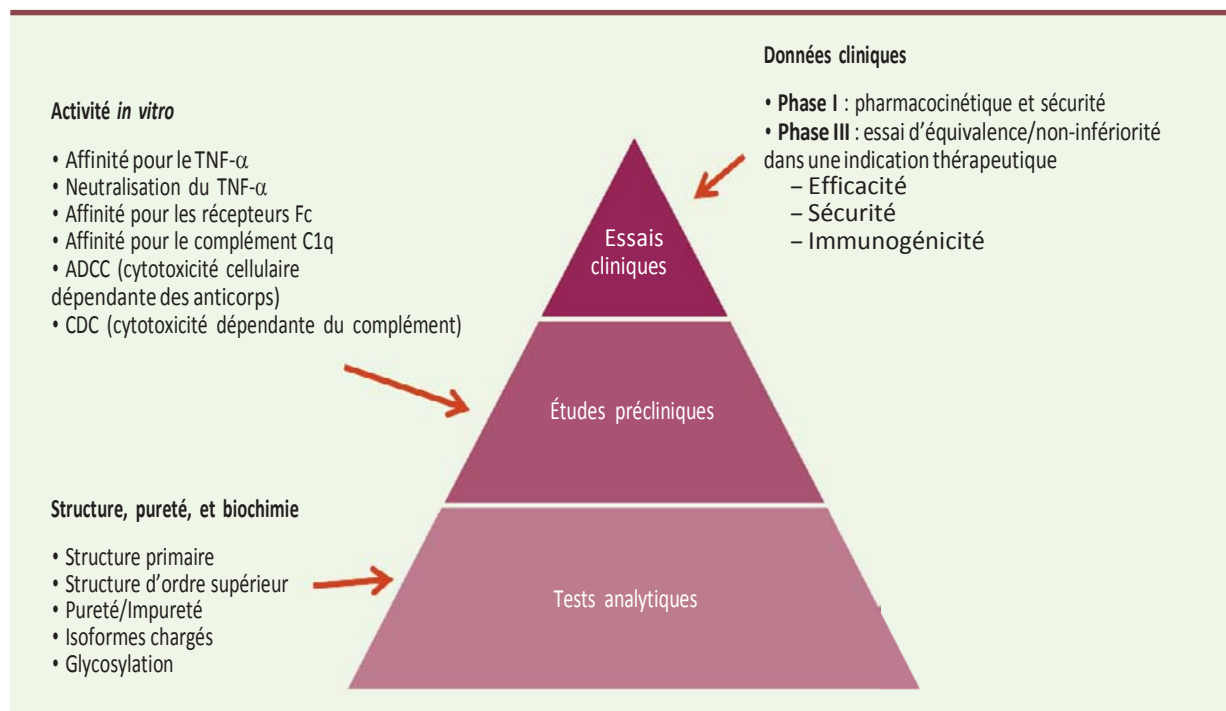 Activité in vitro
• Affinité pour le TNF-α
• Neutralisation du TNF-α
• Affinité pour les récepteurs Fc
• Affinité pour le complément C1q
• ADCC (cytotoxicité cellulaire
dépendante des anticorps)
• CDC (cytotoxicité dépendante du complément)
Données cliniques
• Phase I : pharmacocinétique et sécurité
• Phase III : essai d’équivalence/non-infériorité
dans une indication thérapeutique
– Efficacité
– Sécurité
– Immunogénicité
Essais
cliniques
Études précliniques
Structure, pureté, et biochimie
• Structure primaire
• Structure d’ordre supérieur
• Pureté/Impureté
• Isoformes chargés
• Glycosylation
Tests analytiques